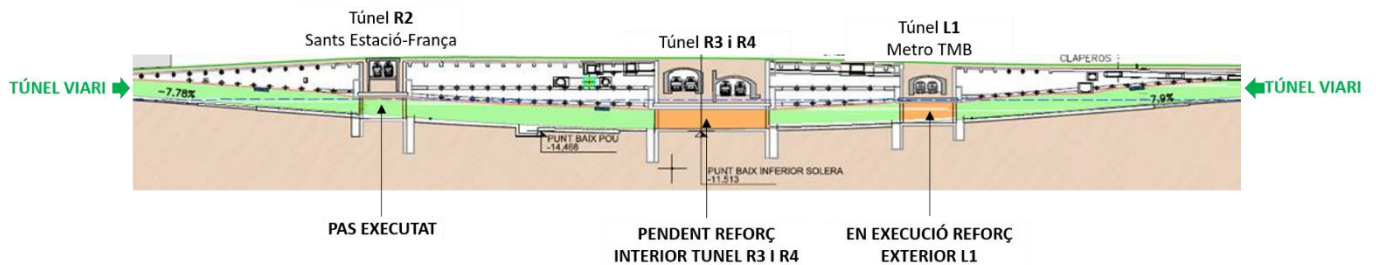 Túnel R2
Sants Estació-França
Túnel R3 i R4
Túnel L1
Metro TMB
CLAPEROS
TÚNEL VIARI
TÚNEL VIARI
-7.78%
7.9%
PUNT BAIX POU
-14,466
PUNT BAIX INFERIOR SOLERA
-11.513
PAS EXECUTAT
PENDENT REFORÇ
INTERIOR TUNEL R3 I R4
EN EXECUCIÓ REFORÇ
EXTERIOR L1